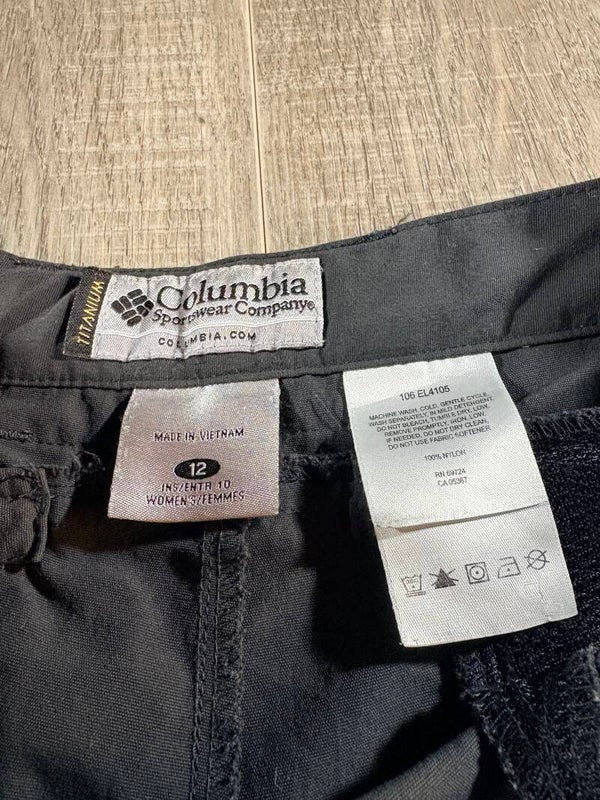 TITANIUM
Columbia
Sportswear Company®
COLUMBIA.COM
MADE IN VIETNAM
12
INS/ENTR 10
WOMEN'S/FEMMES
106 EL4105
MACHINE WASH, COLD, GENTLE CYCLE,
WASH SEPARATELY, IN MILD DETERGENT,
DO NOT BLEACH, TUMBLE DRY, LOW,
REMOVE PROMPTLY, IRON, LOW,
IF NEEDED, DO NOT DRY CLEAN,
DO NOT USE FABRIC SOFTENER
100% NYLON
RN 69724
CA 05367